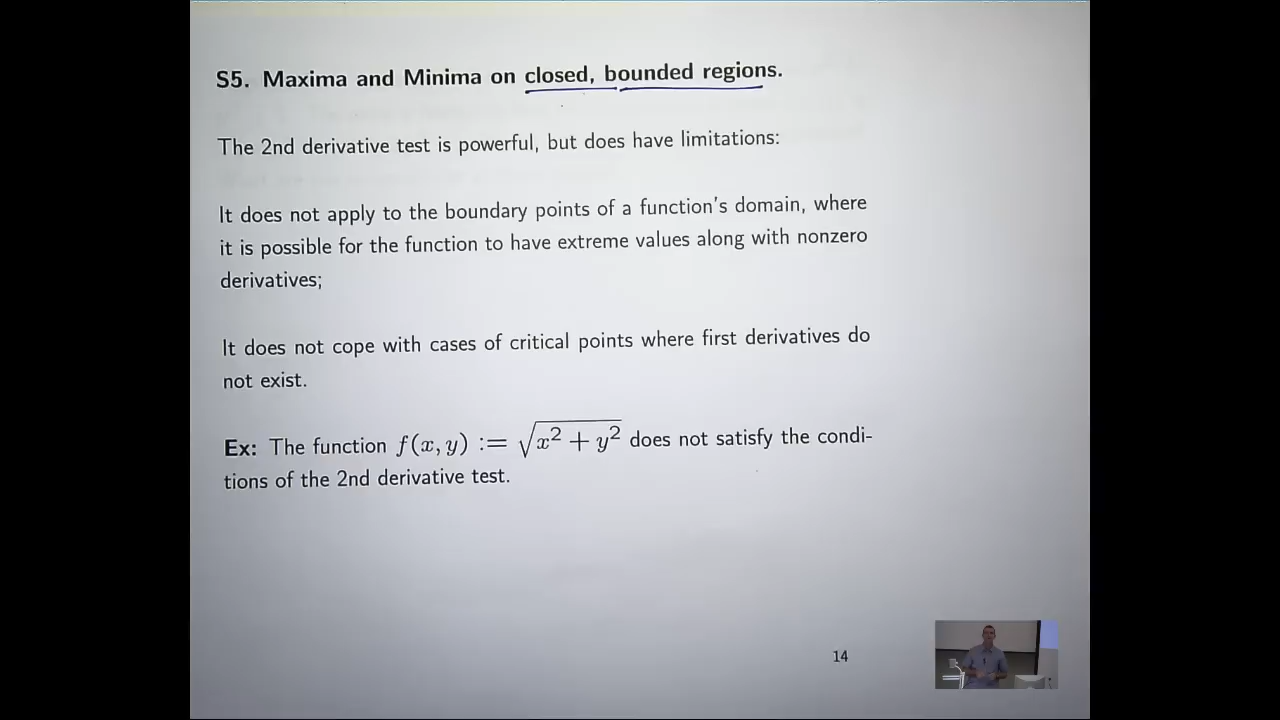 S5. Maxima and Minima on closed, bounded regions.
The 2nd derivative test is powerful, but does have limitations:
It does not apply to the boundary points of a function's domain, where
it is possible for the function to have extreme values along with nonzero
derivatives;
It does not cope with cases of critical points where first derivatives do
not exist.
Ex: The function f(x, y) := √(x² + y²) does not satisfy the condi-
tions of the 2nd derivative test.
14